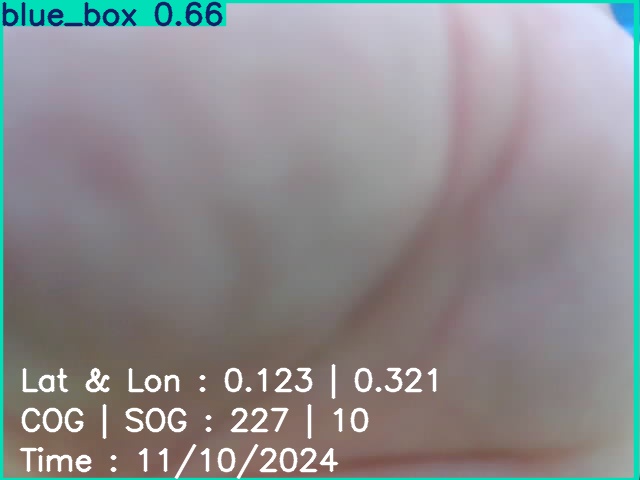 blue_box 0.66
Lat & Lon : 0.123 | 0.321
COG | SOG : 227 | 10
Time : 11/10/2024